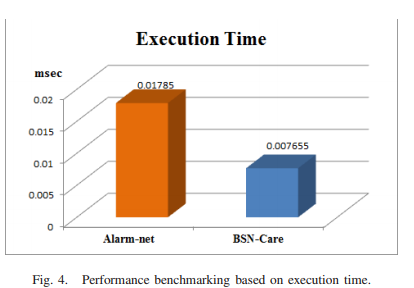 Execution Time
msec
0.01785
0.02
0.015
0.007655
0.01
0.005
0
Alarm-net BSN-Care
Fig. 4. Performance benchmarking based on execution time.